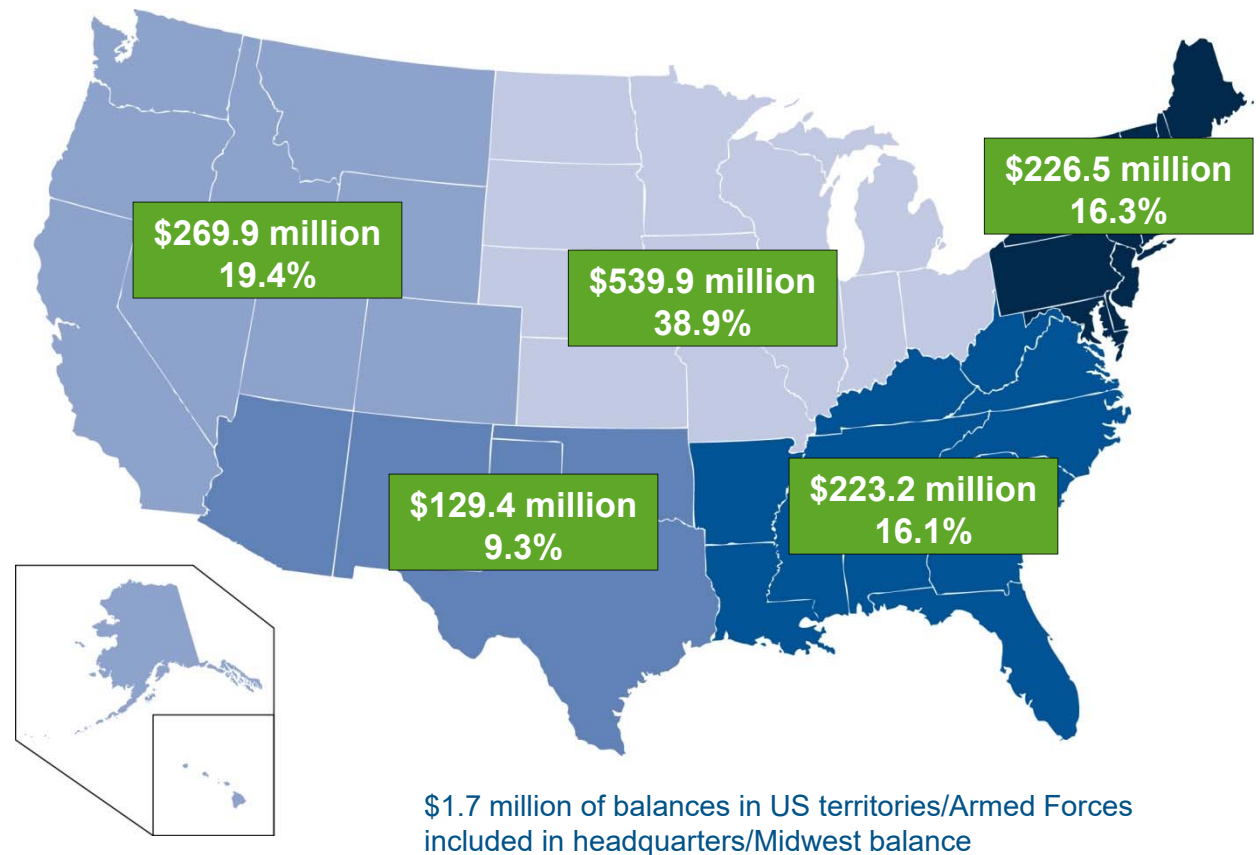 $226.5 million
16.3%
$269.9 million
19.4%
$539.9 million
38.9%
$129.4 million
9.3%
$223.2 million
16.1%
$1.7 million of balances in US territories/Armed Forces
included in headquarters/Midwest balance